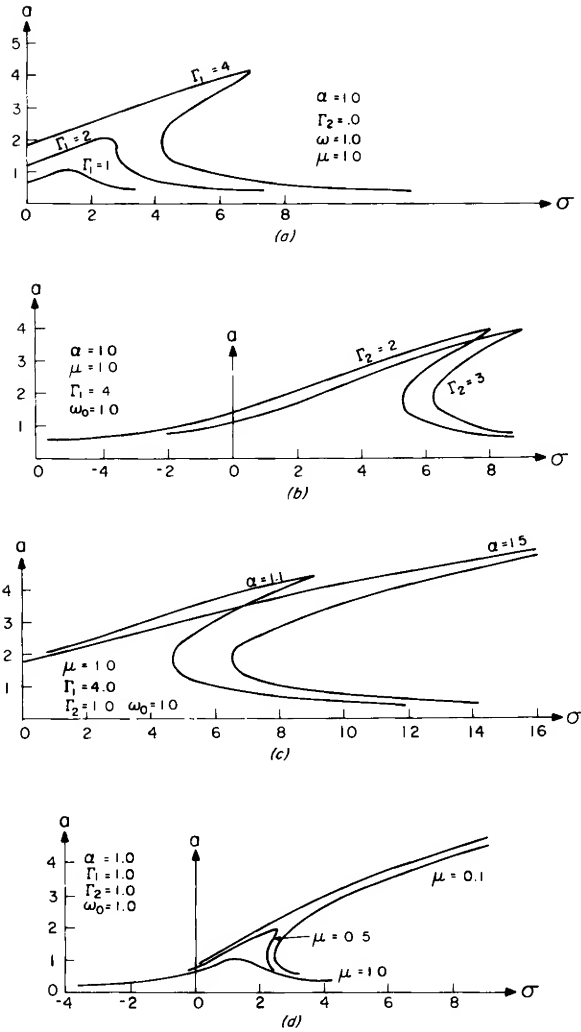 a
5
4
3
2
1
0
2
4
6
8
σ
Γ₁ = 4
Γ₁ = 2
Γ₁ = 1
α = 1 0
Γ₂ = .0
ω = 1.0
μ = 1 0
(a)
a
a
4
3
2
1
0
-4
-2
0
2
4
6
8
σ
α = 1 0
μ = 1.0
Γ₁ = 4
ω₀ = 1 0
Γ₂ = 2
Γ₂ = 3
(b)
a
4
3
2
1
0
2
4
6
8
10
12
14
16
σ
α = 1.1
α = 1 5
μ = 1 0
Γ₁ = 4.0
Γ₂ = 1 0 ω₀ = 1 0
(c)
a
a
4
3
2
1
0
-4
-2
0
2
4
6
8
σ
α = 1.0
Γ₁ = 1.0
Γ₂ = 1.0
ω₀ = 1.0
μ = 0.1
μ = 0 5
μ = 1 0
(d)